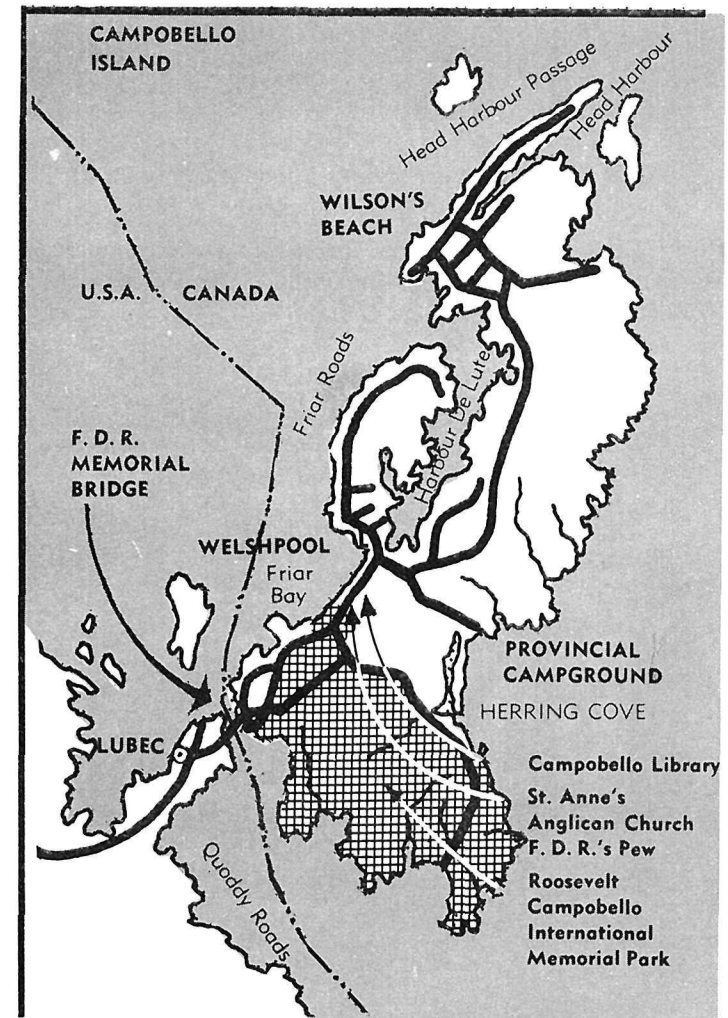 CAMPOBELLO
ISLAND
Head Harbour Passage
Head Harbour
WILSON'S
BEACH
U.S.A.
CANADA
Friar Roads
Harbour De Lute
F. D. R.
MEMORIAL
BRIDGE
WELSHPOOL
Friar
Bay
PROVINCIAL
CAMPGROUND
HERRING COVE
LUBEC
Campobello Library
St. Anne's
Anglican Church
F. D. R.'s Pew
Roosevelt
Campobello
International
Memorial Park
Quoddy Roads